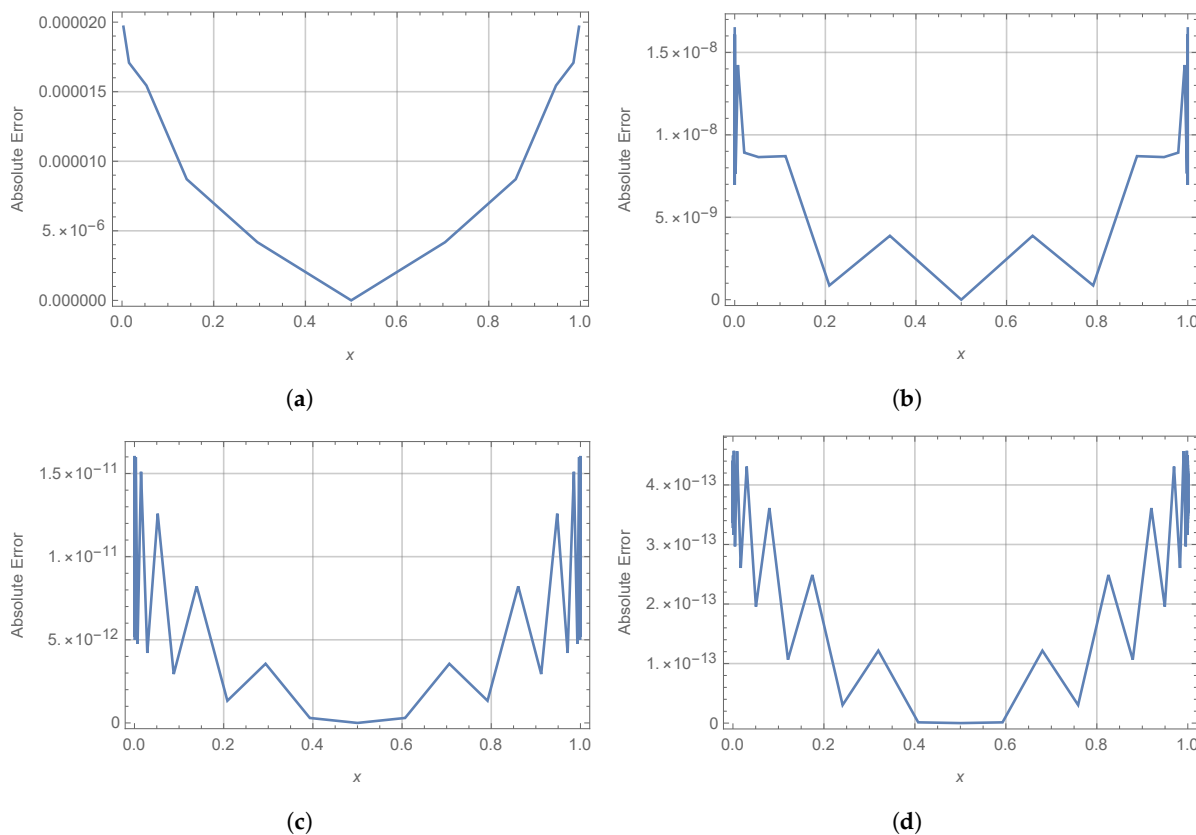 0.000020
0.000015
0.000010
5.×10⁻⁶
0.000000
Absolute Error
0.0 0.2 0.4 0.6 0.8 1.0
x
(a)
1.5×10⁻⁸
1.×10⁻⁸
5.×10⁻⁹
0
Absolute Error
0.0 0.2 0.4 0.6 0.8 1.0
x
(b)
1.5×10⁻¹¹
1.×10⁻¹¹
5.×10⁻¹²
0
Absolute Error
0.0 0.2 0.4 0.6 0.8 1.0
x
(c)
4.×10⁻¹³
3.×10⁻¹³
2.×10⁻¹³
1.×10⁻¹³
0
Absolute Error
0.0 0.2 0.4 0.6 0.8 1.0
x
(d)